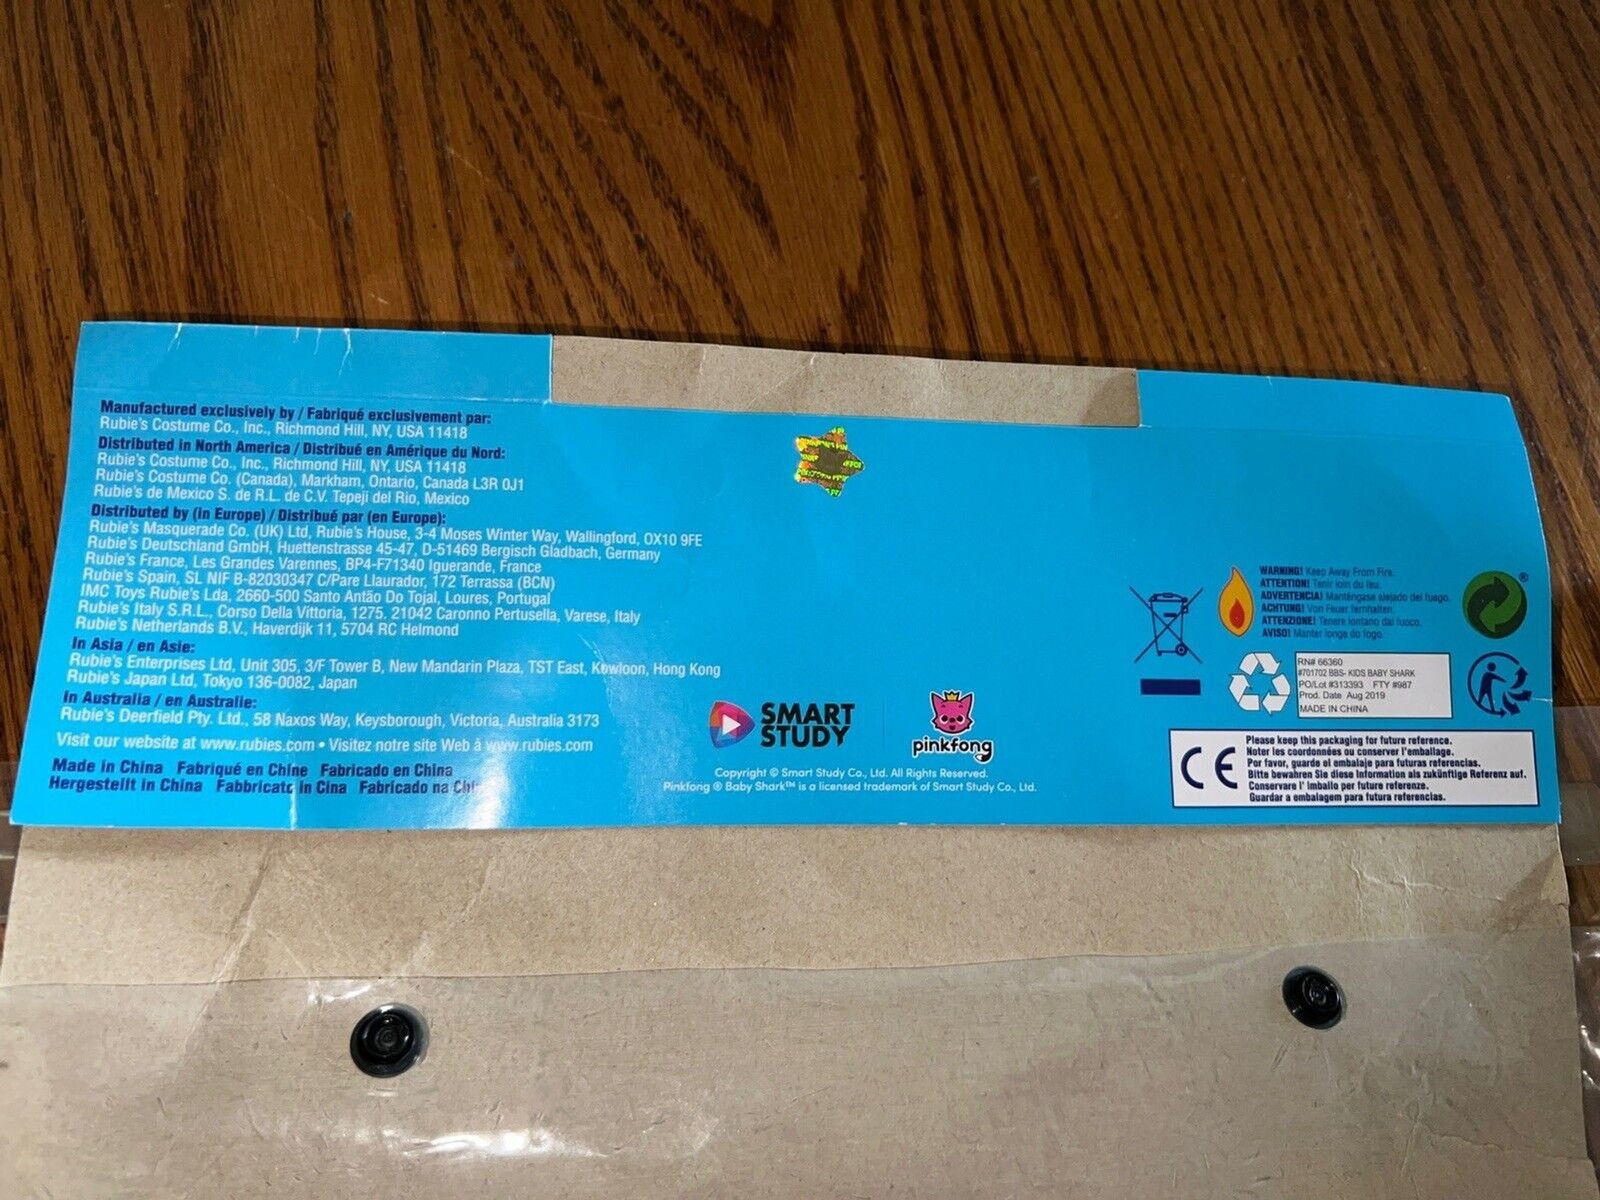 Manufactured exclusively by / Fabriqué exclusivement par:
Rubie's Costume Co., Inc., Richmond Hill, NY, USA 11418
Distributed in North America / Distribué en Amérique du Nord:
Rubie's Costume Co., Inc., Richmond Hill, NY, USA 11418
Rubie's Costume Co. (Canada), Markham, Ontario, Canada L3R 0J1
Rubie's de Mexico S. de R.L. de C.V. Tepeji del Rio, Mexico
Distributed by (in Europe) / Distribué par (en Europe):
Rubie's Masquerade Co. (UK) Ltd, Rubie's House, 3-4 Moses Winter Way, Wallingford, OX10 9FE
Rubie's Deutschland GmbH, Huettenstrasse 45-47, D-51469 Bergisch Gladbach, Germany
Rubie's France, Les Grandes Varennes, BP4-F71340 Iguerande, France
Rubie's Spain, SL NIF B-82030347 C/Pare Llaurador, 172 Terrassa (BCN)
IMC Toys Rubie's Lda, 2660-500 Santo Antão Do Tojal, Loures, Portugal
Rubie's Italy S.R.L., Corso Della Vittoria, 1275. 21042 Caronno Pertusella, Varese, Italy
Rubie's Netherlands B.V., Haverdijk 11, 5704 RC Helmond
In Asia / en Asie:
Rubie's Enterprises Ltd, Unit 305, 3/F Tower B, New Mandarin Plaza, TST East, Kowloon, Hong Kong
Rubie's Japan Ltd, Tokyo 136-0082, Japan
In Australia / en Australie:
Rubie's Deerfield Pty. Ltd., 58 Naxos Way, Keysborough, Victoria, Australia 3173
Visit our website at www.rubies.com • Visitez notre site Web à www.rubies.com
Made in China Fabriqué en Chine Fabricado en China
Hergestellt in China Fabbricato in Cina Fabricado na Chi
SMART
STUDY
pinkfong
Copyright © Smart Study Co., Ltd. All Rights Reserved.
Pinkfong ® Baby Shark™ is a licensed trademark of Smart Study Co., Ltd.
WARNING! Keep Away From Fire.
ATTENTION! Tenir loin du feu.
ADVERTENCIA! Manténgase alejado del fuego.
ACHTUNG! Von Feuer fernhalten.
ATTENZIONE! Tenere lontano dal fuoco.
AVISO! Manter longe do fogo.
®
RN# 66360
#701702 BBS- KIDS BABY SHARK
PO/Lot #313393 FTY #987
Prod. Date Aug 2019
MADE IN CHINA
CE
Please keep this packaging for future reference.
Noter les coordonnées ou conserver l'emballage.
Por favor, guarde el embalaje para futuras referencias.
Bitte bewahren Sie diese Information als zukünftige Referenz auf.
Conservare l' imballo per future referenze.
Guardar a embalagem para futura referencias.